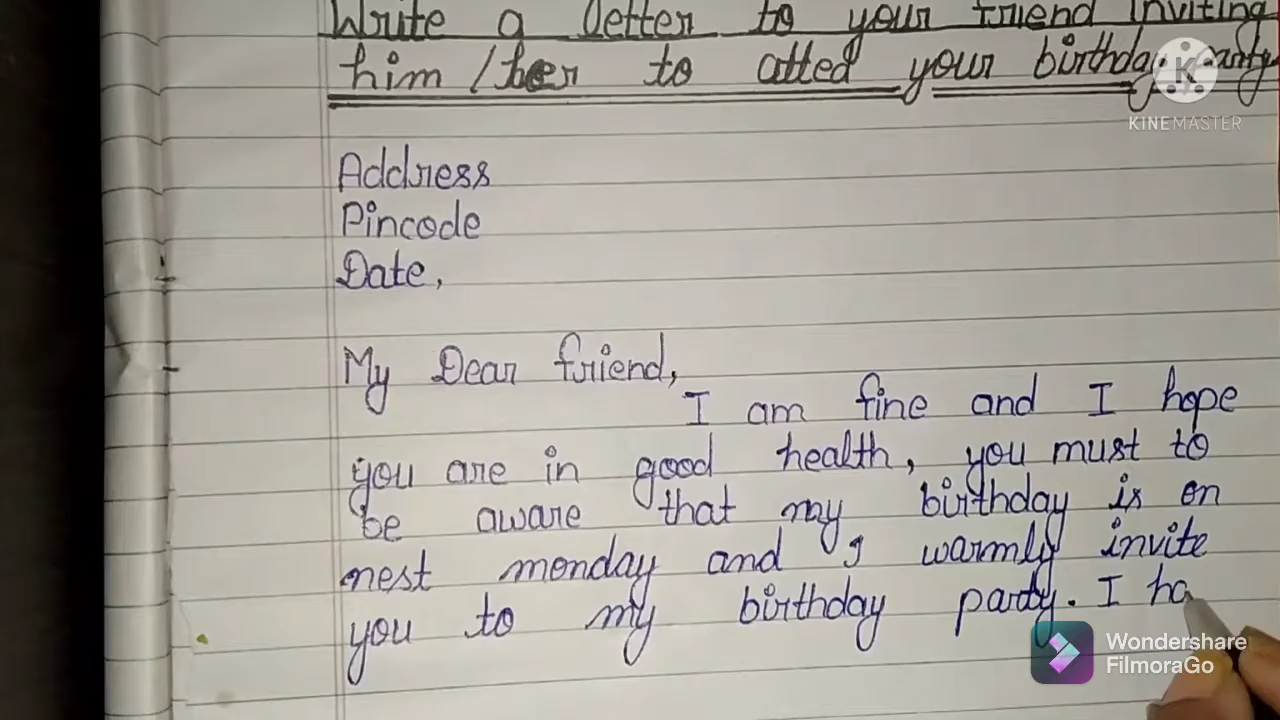 Write a letter to your friend inviting
him / her to atted your birthday party
KINEMASTER
Address
Pincode
Date,
My Dear friend,
I am fine and I hope
you are in good health, you must to
be aware that my birthday is on
nest monday and I warmly invite
you to my birthday party. I ha
Wondershare
FilmoraGo